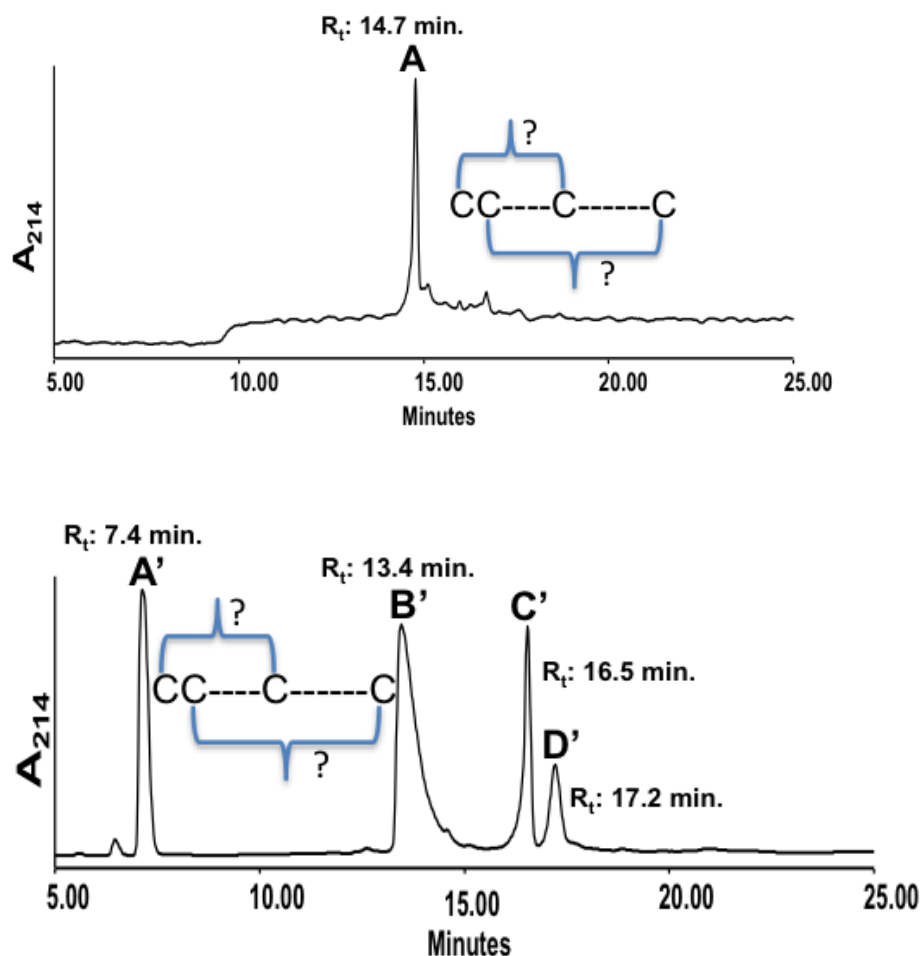 Rt: 14.7 min.
A
?
CC----C------C
?
A214
5.00 10.00 15.00 20.00 25.00
Minutes
Rt: 7.4 min.
A’
Rt: 13.4 min.
B’
C’
?
Rt: 16.5 min.
CC----C------C
D’
?
Rt: 17.2 min.
A214
5.00 10.00 15.00 20.00 25.00
Minutes